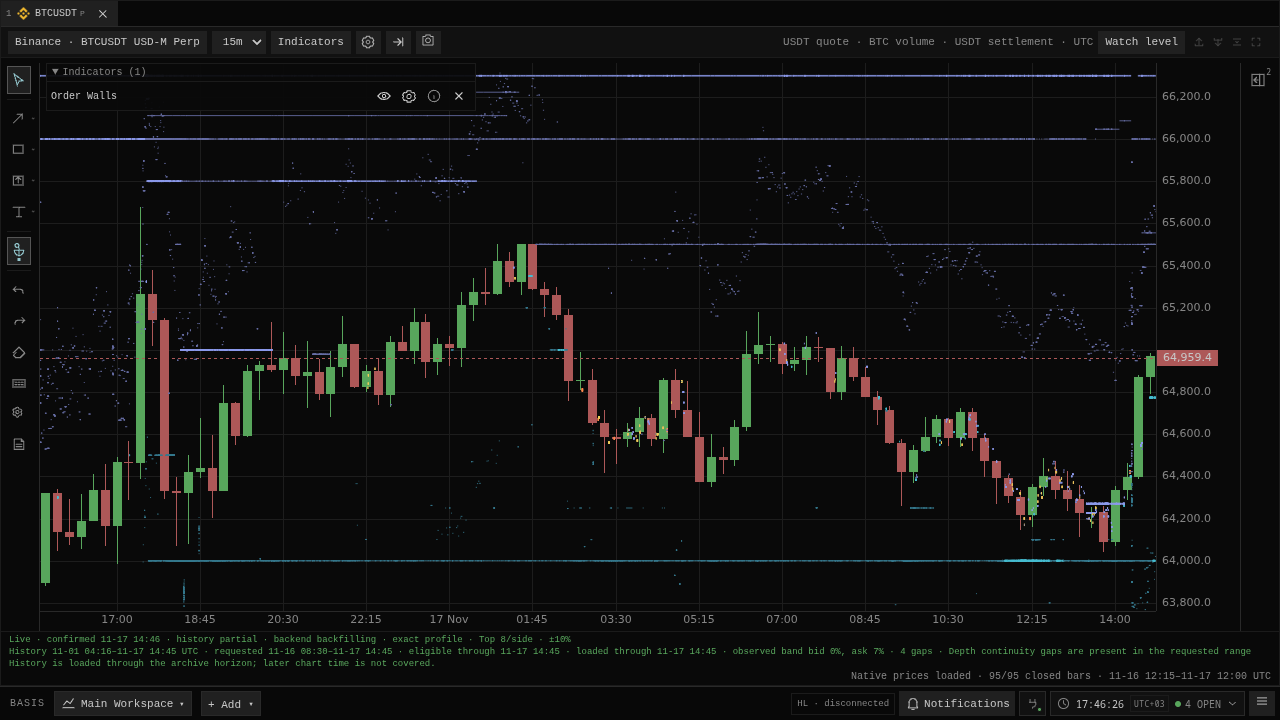 1 BTCUSDT P
Binance · BTCUSDT USD-M Perp 15m Indicators
USDT quote · BTC volume · USDT settlement · UTC Watch level
▼ Indicators (1)
Order Walls
2
66,200.0
66,000.0
65,800.0
65,600.0
65,400.0
65,200.0
64,959.4
64,800.0
64,600.0
64,400.0
64,200.0
64,000.0
63,800.0
17:00 18:45 20:30 22:15 17 Nov 01:45 03:30 05:15 07:00 08:45 10:30 12:15 14:00
Live · confirmed 11-17 14:46 · history partial · backend backfilling · exact profile · Top 8/side · ±10%
History 11-01 04:16–11-17 14:45 UTC · requested 11-16 08:30–11-17 14:45 · eligible through 11-17 14:45 · loaded through 11-17 14:45 · observed band bid 0%, ask 7% · 4 gaps · Depth continuity gaps are present in the requested range
History is loaded through the archive horizon; later chart time is not covered.
Native prices loaded · 95/95 closed bars · 11-16 12:15–11-17 12:00 UTC
BASIS Main Workspace + Add HL · disconnected Notifications 17:46:26 UTC+03 4 OPEN